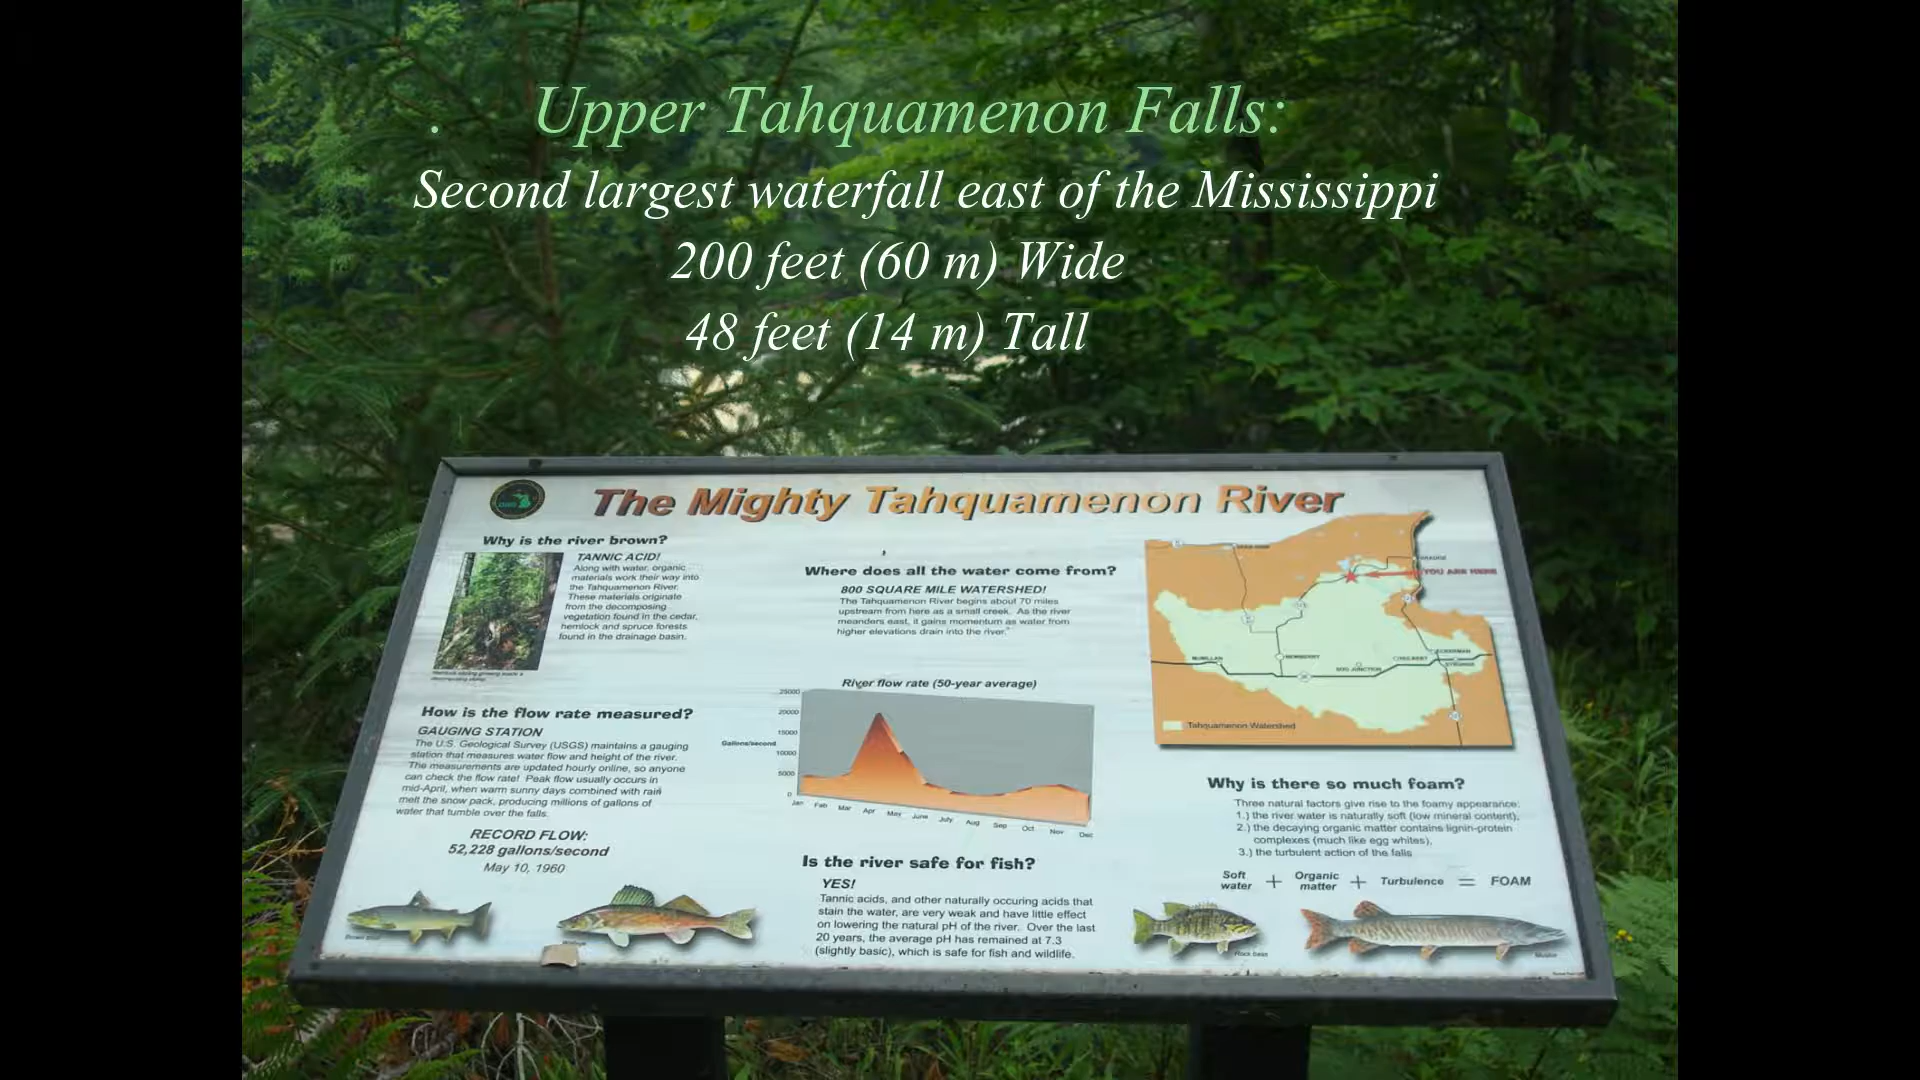 . Upper Tahquamenon Falls:
Second largest waterfall east of the Mississippi
200 feet (60 m) Wide
48 feet (14 m) Tall
The Mighty Tahquamenon River
Why is the river brown?
TANNIC ACID!
Along with water, organic
materials work their way into
the Tahquamenon River.
These materials originate
from the decomposing
vegetation found in the cedar,
hemlock and spruce forests
found in the drainage basin.
How is the flow rate measured?
GAUGING STATION
The U.S. Geological Survey (USGS) maintains a gauging
station that measures water flow and height of the river.
The measurements are updated hourly online, so anyone
can check the flow rate! Peak flow usually occurs in
mid-April, when warm sunny days combined with rain
melt the snow pack, producing millions of gallons of
water that tumble over the falls.
RECORD FLOW:
52,228 gallons/second
May 10, 1960
Where does all the water come from?
800 SQUARE MILE WATERSHED!
The Tahquamenon River begins about 70 miles
upstream from here as a small creek. As the river
meanders east, it gains momentum as water from
higher elevations drain into the river.
River flow rate (50-year average)
25000
20000
15000
Gallons/second
10000
5000
0
Jan Feb Mar Apr May June July Aug Sep Oct Nov Dec
Is the river safe for fish?
YES!
Tannic acids, and other naturally occuring acids that
stain the water, are very weak and have little effect
on lowering the natural pH of the river. Over the last
20 years, the average pH has remained at 7.3
(slightly basic), which is safe for fish and wildlife.
YOU ARE HERE
McMILLAN
NEWBERRY
SOO JUNCTION
HULBERT
Tahquamenon Watershed
Why is there so much foam?
Three natural factors give rise to the foamy appearance:
1.) the river water is naturally soft (low mineral content),
2.) the decaying organic matter contains lignin-protein
complexes (much like egg whites),
3.) the turbulent action of the falls
Soft water + Organic matter + Turbulence = FOAM
Rock bass